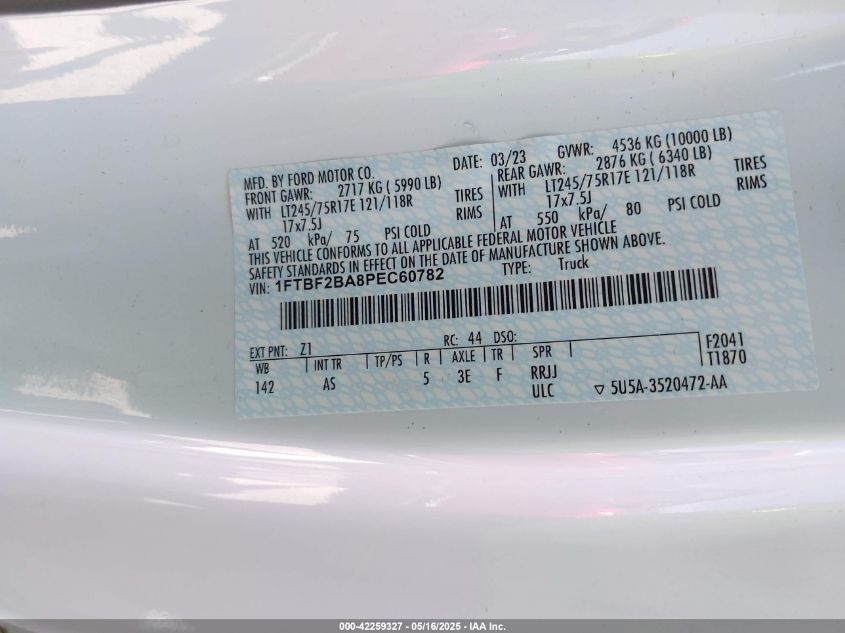 MFD. BY FORD MOTOR CO. DATE: 03/23 GVWR: 4536 KG (10000 LB)
FRONT GAWR: 2717 KG ( 5990 LB) REAR GAWR: 2876 KG ( 6340 LB)
WITH LT245/75R17E 121/118R TIRES WITH LT245/75R17E 121/118R TIRES
17x7.5J RIMS 17x7.5J RIMS
AT 520 kPa/ 75 PSI COLD AT 550 kPa/ 80 PSI COLD
THIS VEHICLE CONFORMS TO ALL APPLICABLE FEDERAL MOTOR VEHICLE
SAFETY STANDARDS IN EFFECT ON THE DATE OF MANUFACTURE SHOWN ABOVE.
VIN: 1FTBF2BA8PEC60782 TYPE: Truck
EXT PNT: Z1 RC: 44 DSO: F2041
WB INT TR TP/PS R AXLE TR SPR T1870
142 AS 5 3E F RRJJ
ULC ▽ 5U5A-3520472-AA
000-42259327 - 05/16/2025 - IAA Inc.